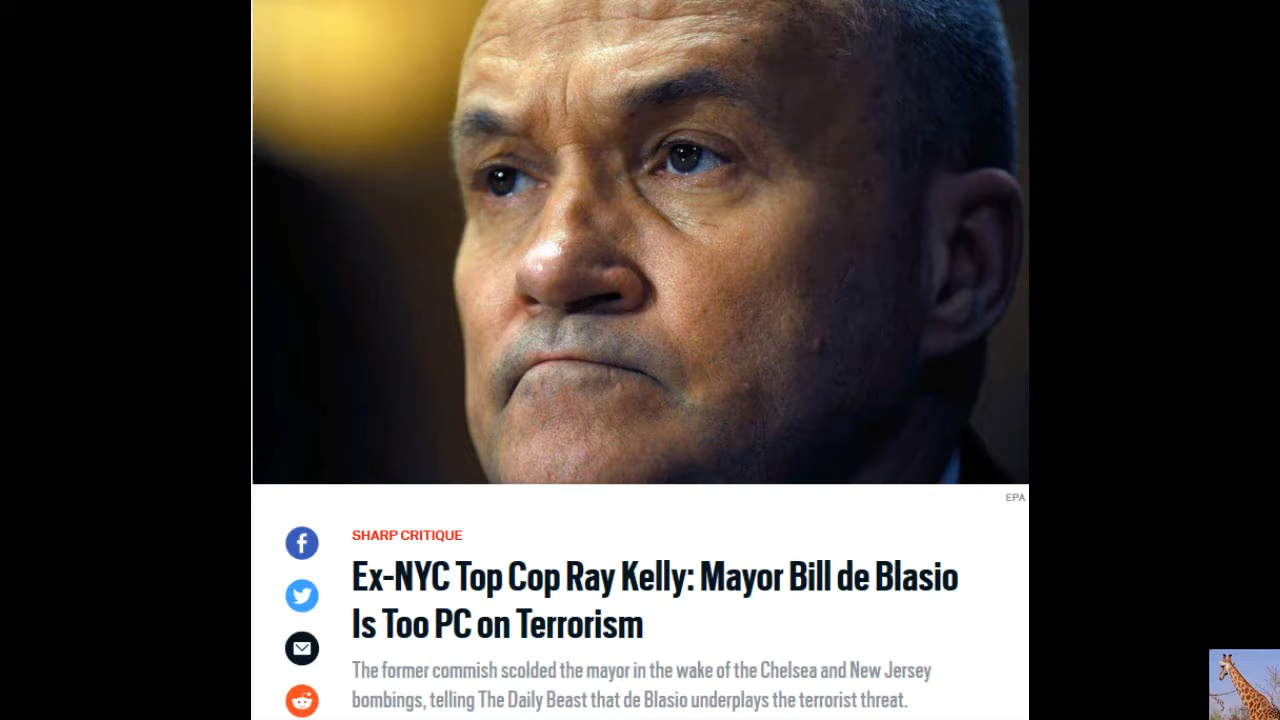 EPA
SHARP CRITIQUE
Ex-NYC Top Cop Ray Kelly: Mayor Bill de Blasio
Is Too PC on Terrorism
The former commish scolded the mayor in the wake of the Chelsea and New Jersey
bombings, telling The Daily Beast that de Blasio underplays the terrorist threat.